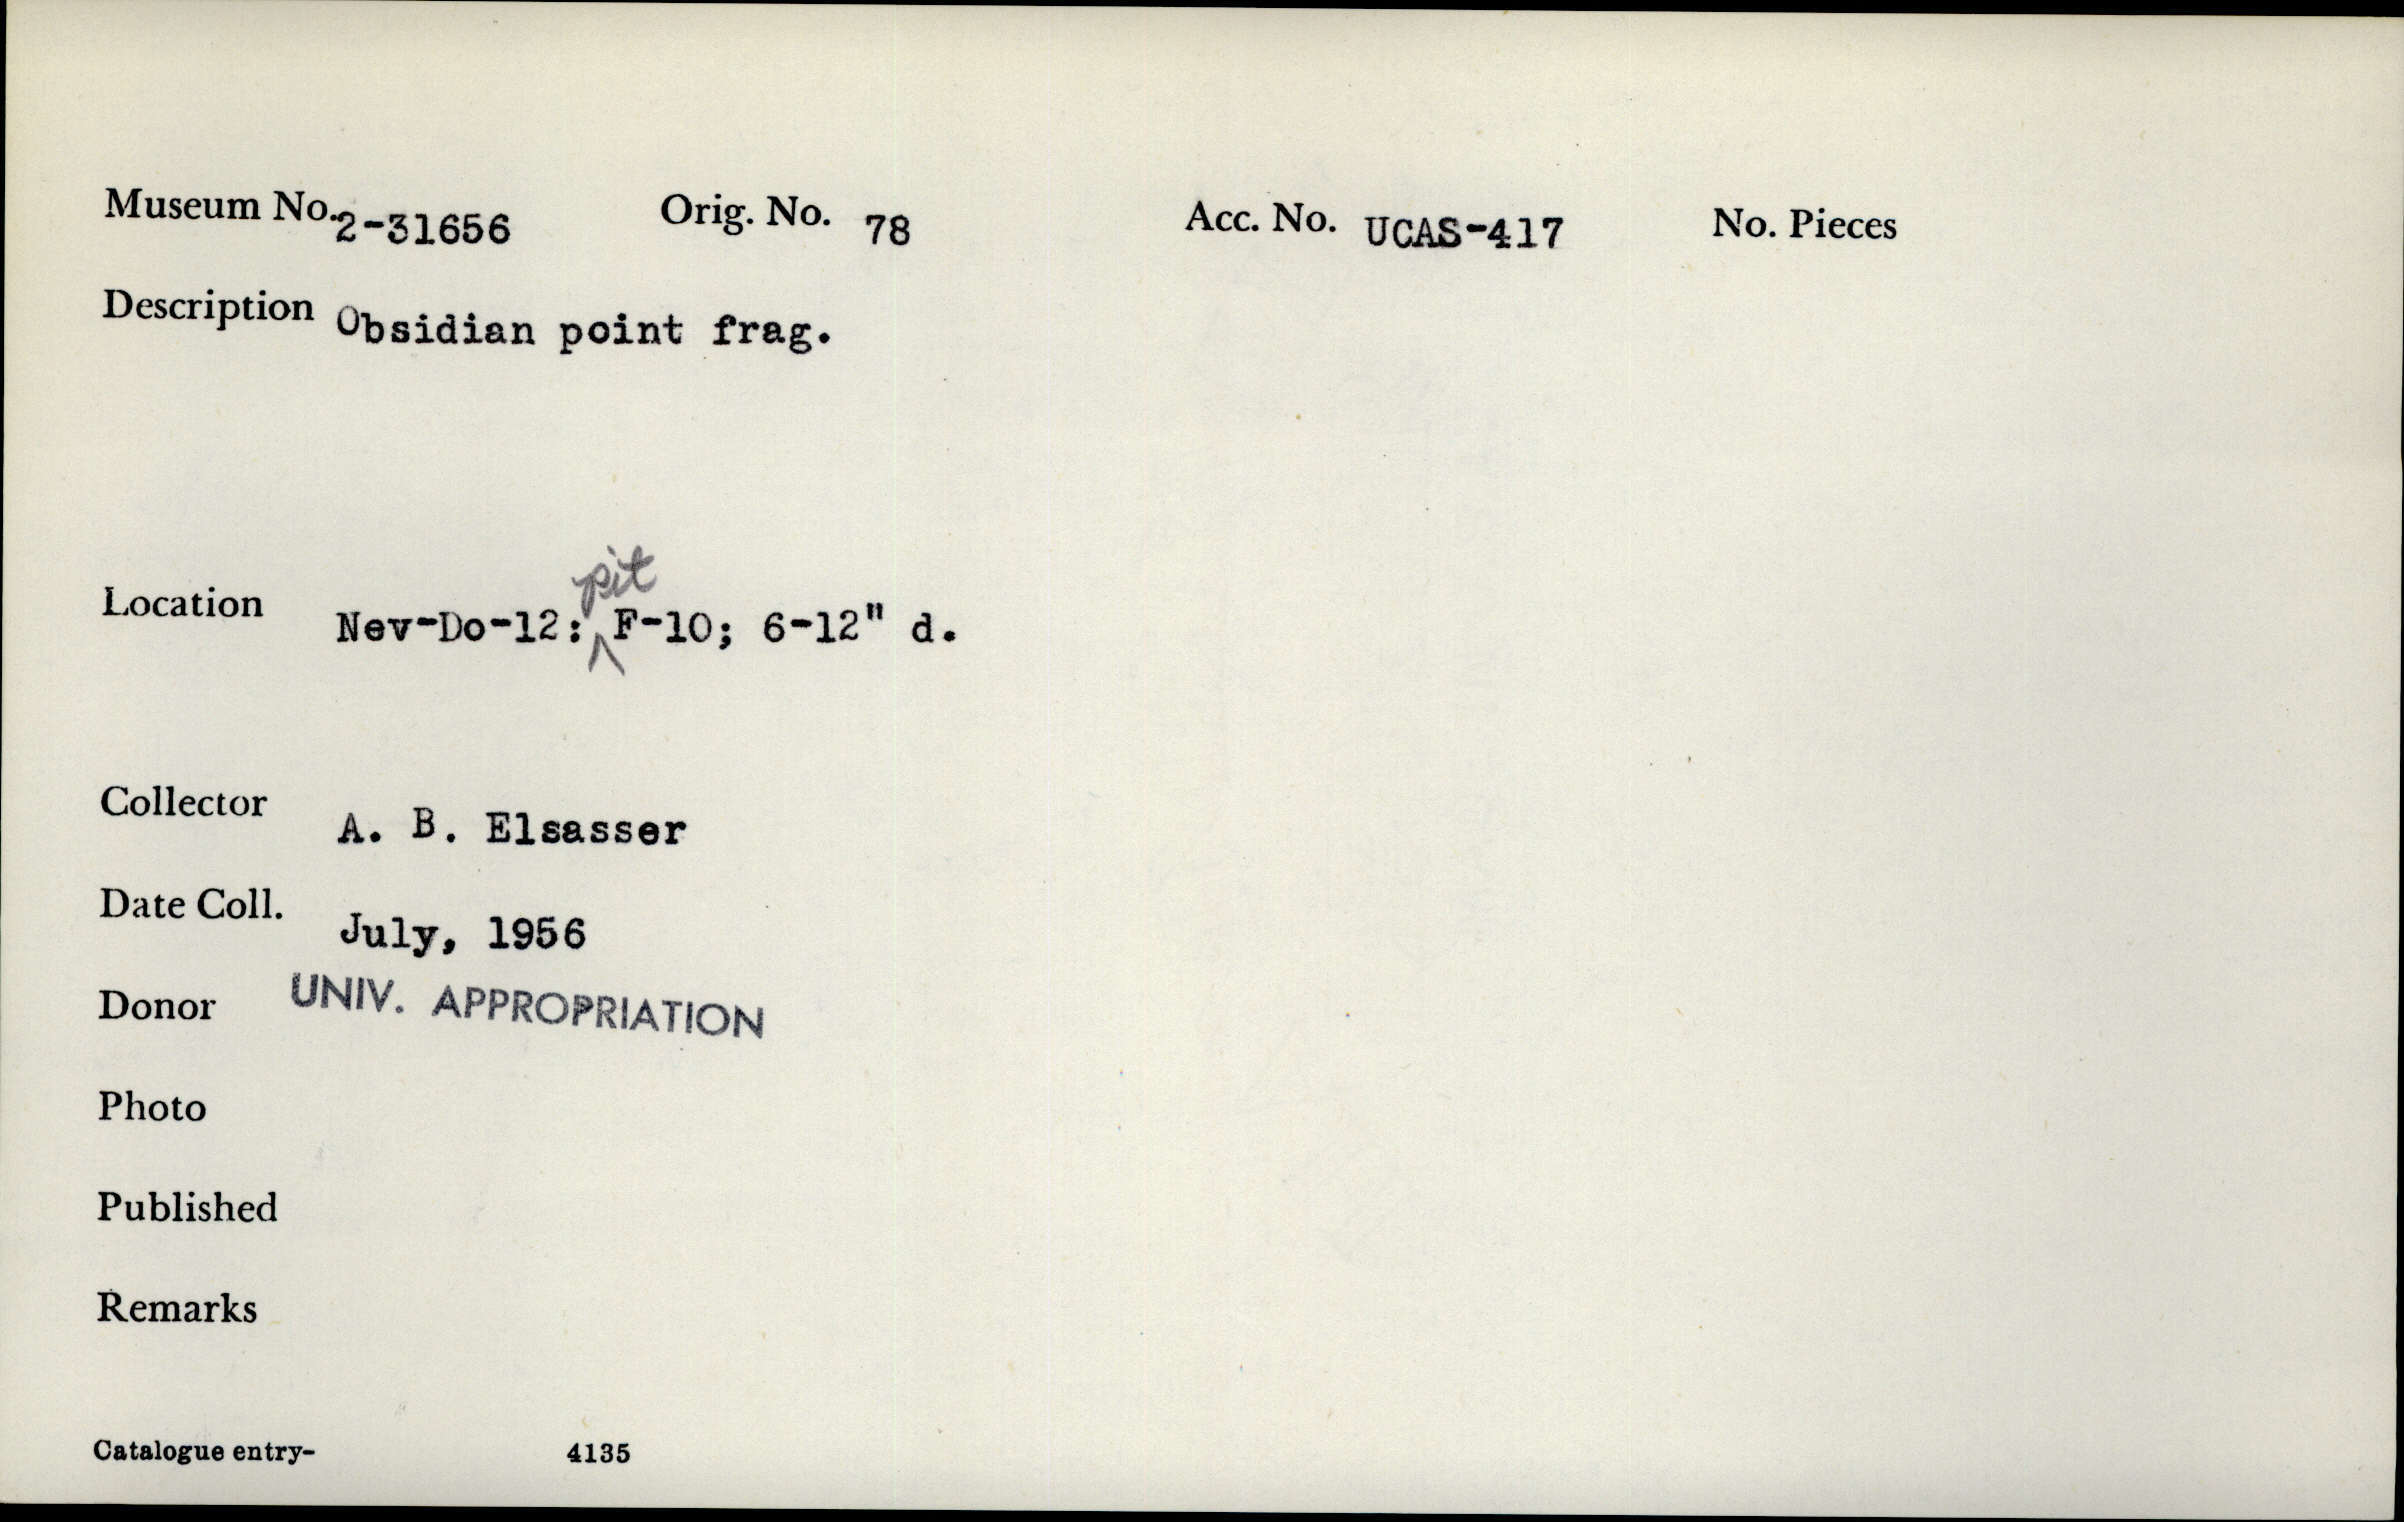 Museum No. 2-31656 Orig. No. 78 Acc. No. UCAS-417 No. Pieces
Description Obsidian point frag.
Location Nev-Do-12: pit F-10; 6-12" d.
Collector A. B. Elsasser
Date Coll. July, 1956
Donor UNIV. APPROPRIATION
Photo
Published
Remarks
Catalogue entry- 4135